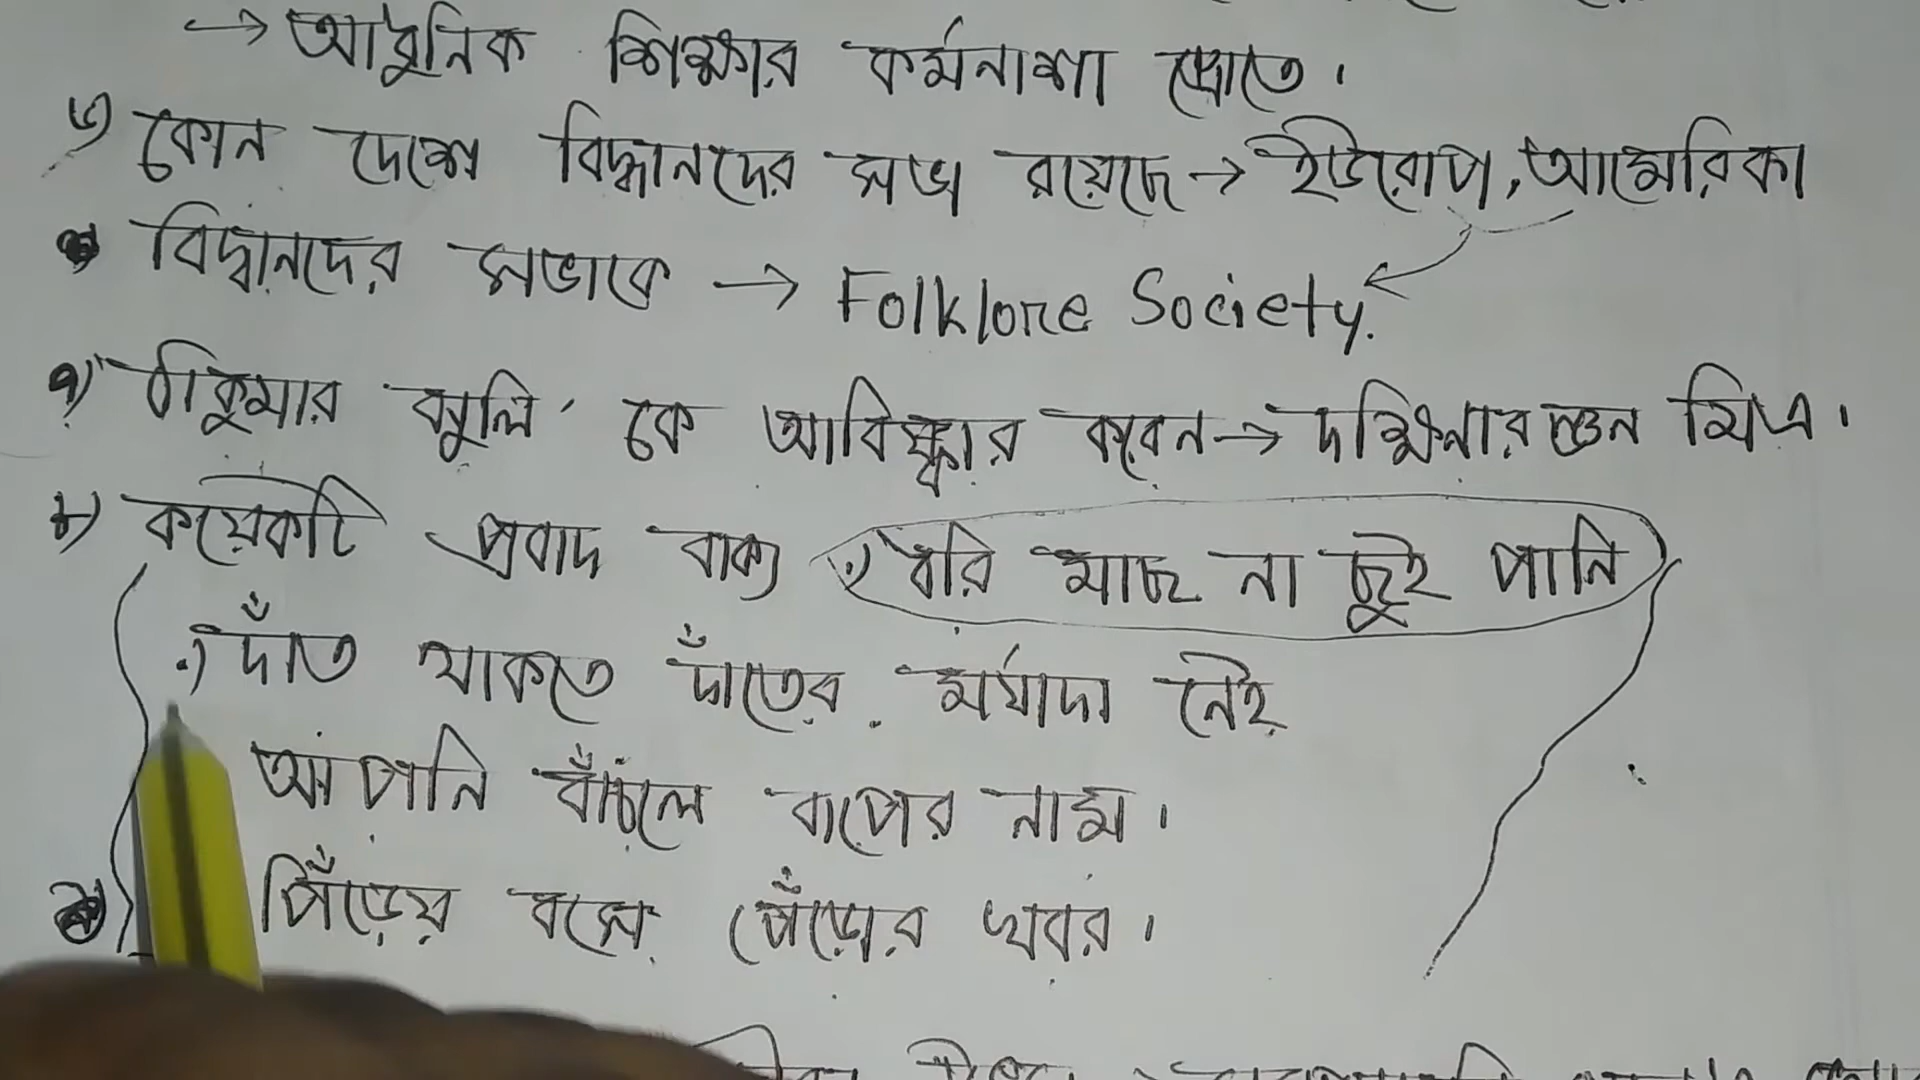 → আধুনিক শিক্ষার কর্মনাশা স্রোতে।
৬) কোন দেশে বিদ্ধানদের সভা রয়েছে → ইউরোপ, আমেরিকা
বিদ্বানদের সভাকে → Folklore Society.
৭) ঠাকুমার ঝুলি' কে আবিষ্কার করেন → দক্ষিনারঞ্জন মিত্র।
৮) কয়েকটি প্রবাদ বাক্য •) ধরি মাছ না ছুঁই পানি
•) দাঁত থাকতে দাঁতের মর্যাদা নেই
আপনি বাঁচলে বাপের নাম।
পিঁড়েয় বসে পেঁড়োর খবর।